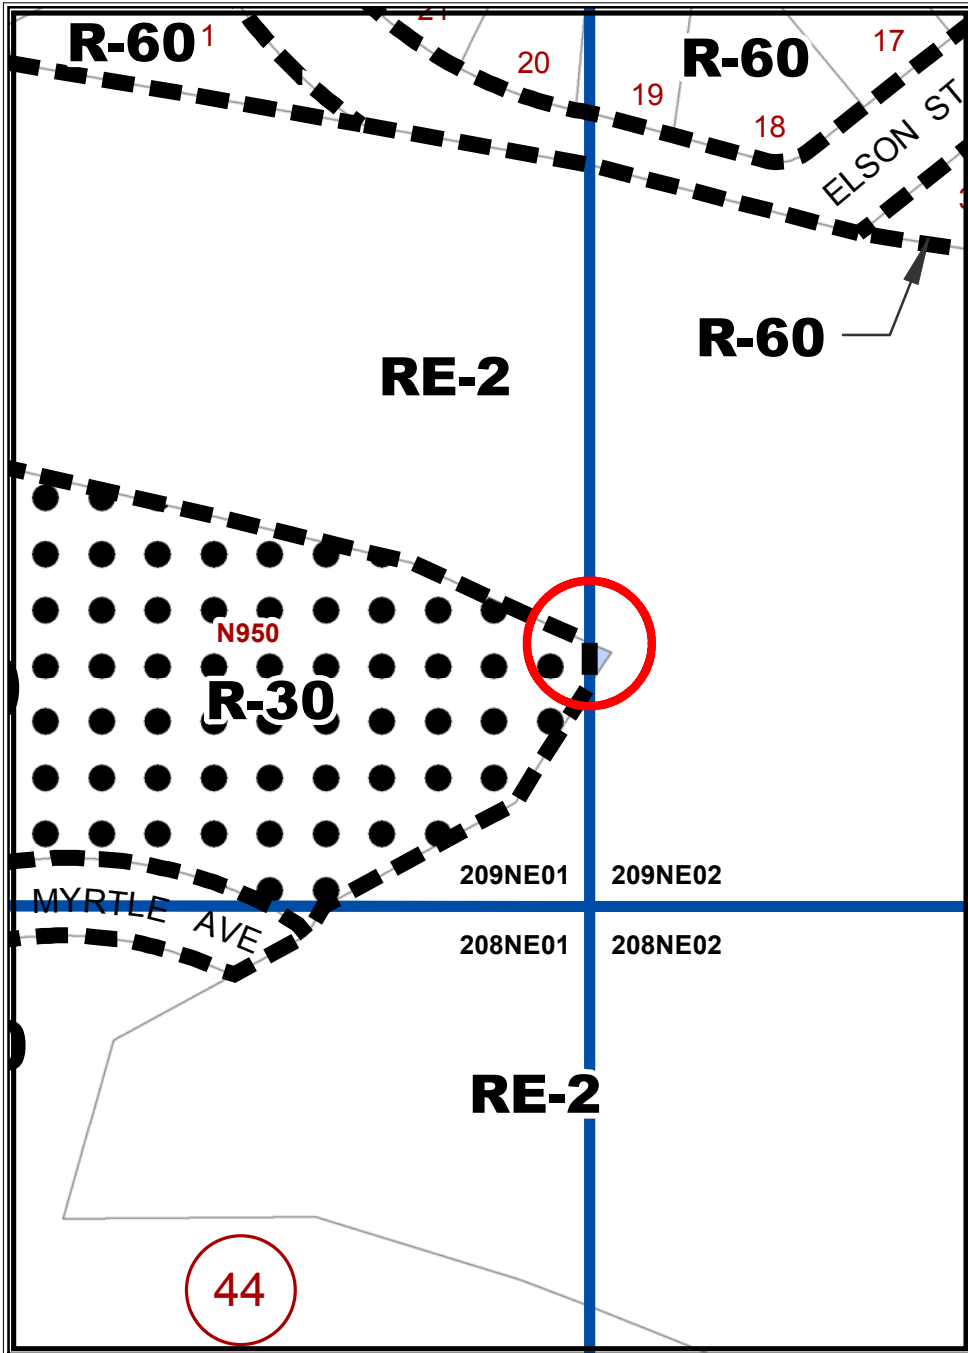 R-60
1
20
19
18
17
R-60
ELSON ST
R-60
RE-2
N950
R-30
209NE01
209NE02
MYRTLE AVE
208NE01
208NE02
RE-2
44